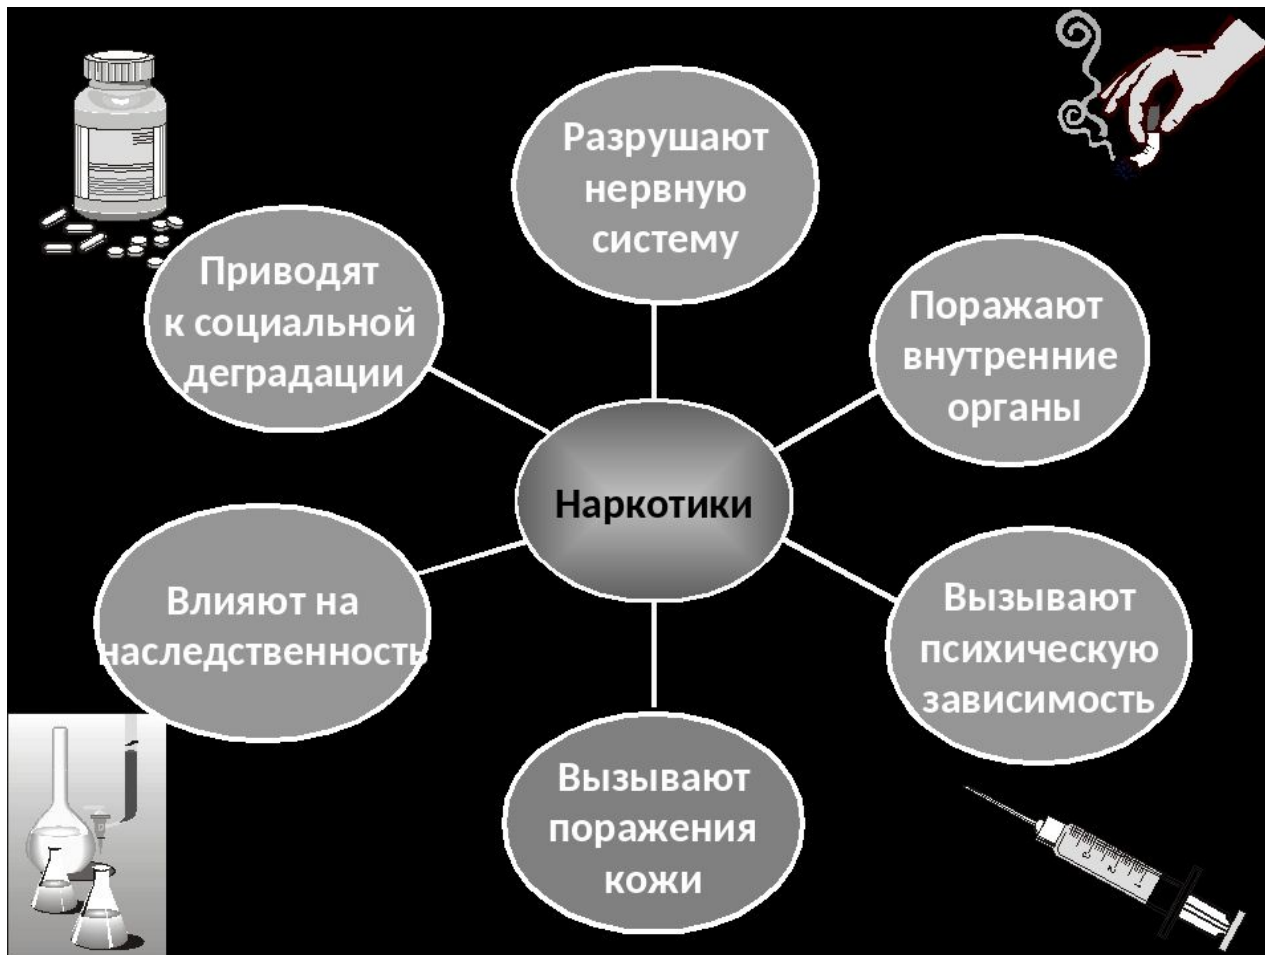 Разрушают
нервную
систему
Приводят
к социальной
деградации
Поражают
внутренние
органы
Наркотики
Влияют на
наследственность
Вызывают
психическую
зависимость
Вызывают
поражения
кожи